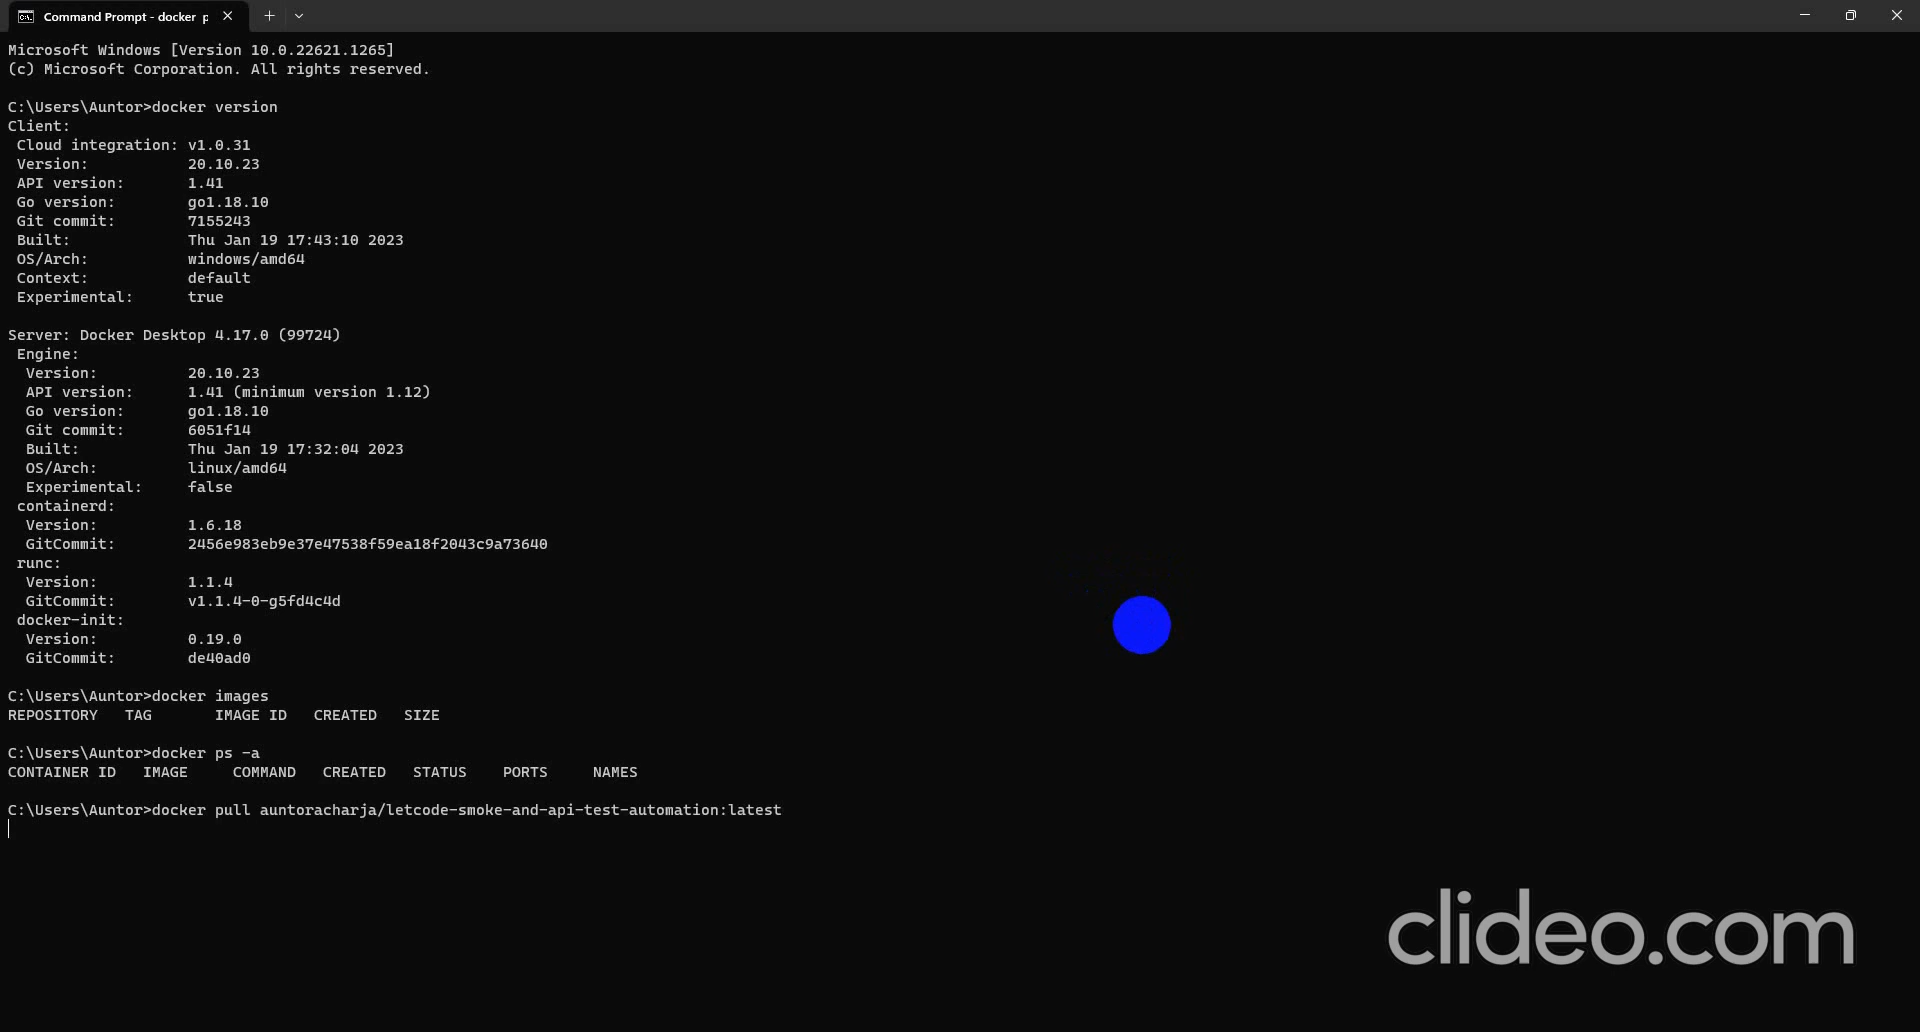 Command Prompt - docker p
Microsoft Windows [Version 10.0.22621.1265]
(c) Microsoft Corporation. All rights reserved.
C:\Users\Auntor>docker version
Client:
Cloud integration: v1.0.31
Version: 20.10.23
API version: 1.41
Go version: go1.18.10
Git commit: 7155243
Built: Thu Jan 19 17:43:10 2023
OS/Arch: windows/amd64
Context: default
Experimental: true
Server: Docker Desktop 4.17.0 (99724)
Engine:
Version: 20.10.23
API version: 1.41 (minimum version 1.12)
Go version: go1.18.10
Git commit: 6051f14
Built: Thu Jan 19 17:32:04 2023
OS/Arch: linux/amd64
Experimental: false
containerd:
Version: 1.6.18
GitCommit: 2456e983eb9e37e47538f59ea18f2043c9a73640
runc:
Version: 1.1.4
GitCommit: v1.1.4-0-g5fd4c4d
docker-init:
Version: 0.19.0
GitCommit: de40ad0
C:\Users\Auntor>docker images
REPOSITORY TAG IMAGE ID CREATED SIZE
C:\Users\Auntor>docker ps -a
CONTAINER ID IMAGE COMMAND CREATED STATUS PORTS NAMES
C:\Users\Auntor>docker pull auntoracharja/letcode-smoke-and-api-test-automation:latest
clideo.com